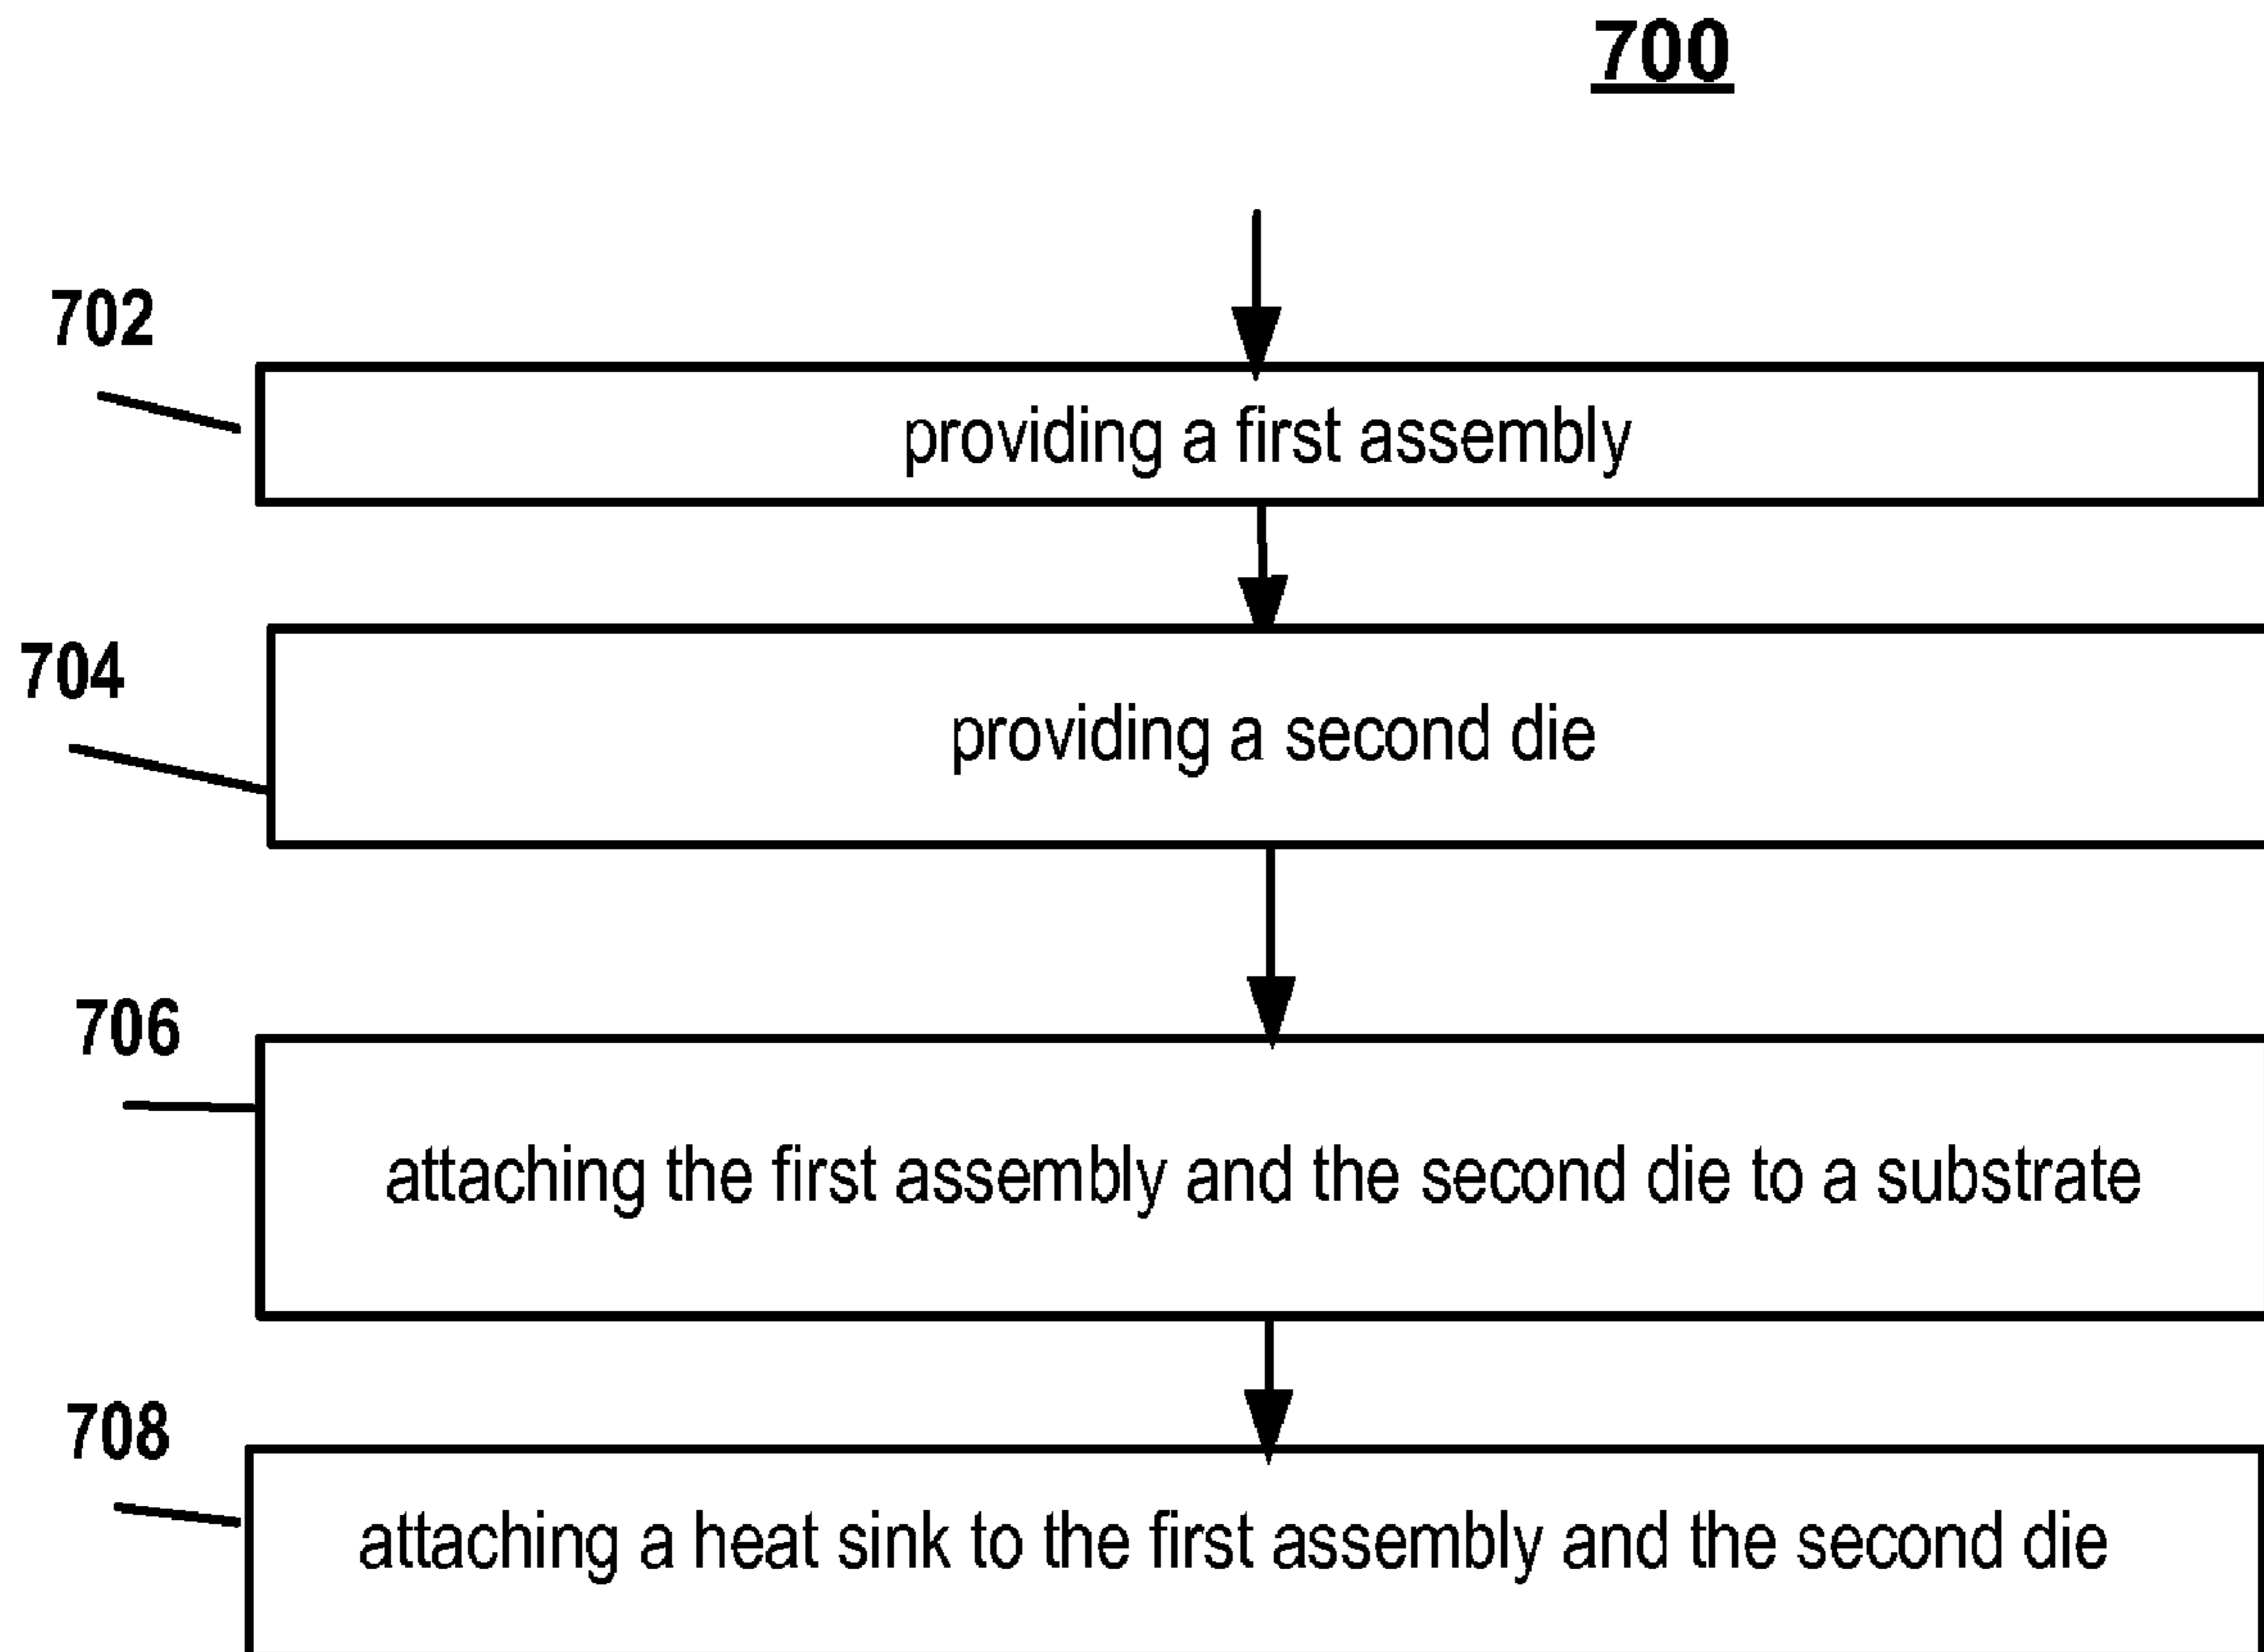 700
702
providing a first assembly
704
providing a second die
706
attaching the first assembly and the second die to a substrate
708
attaching a heat sink to the first assembly and the second die